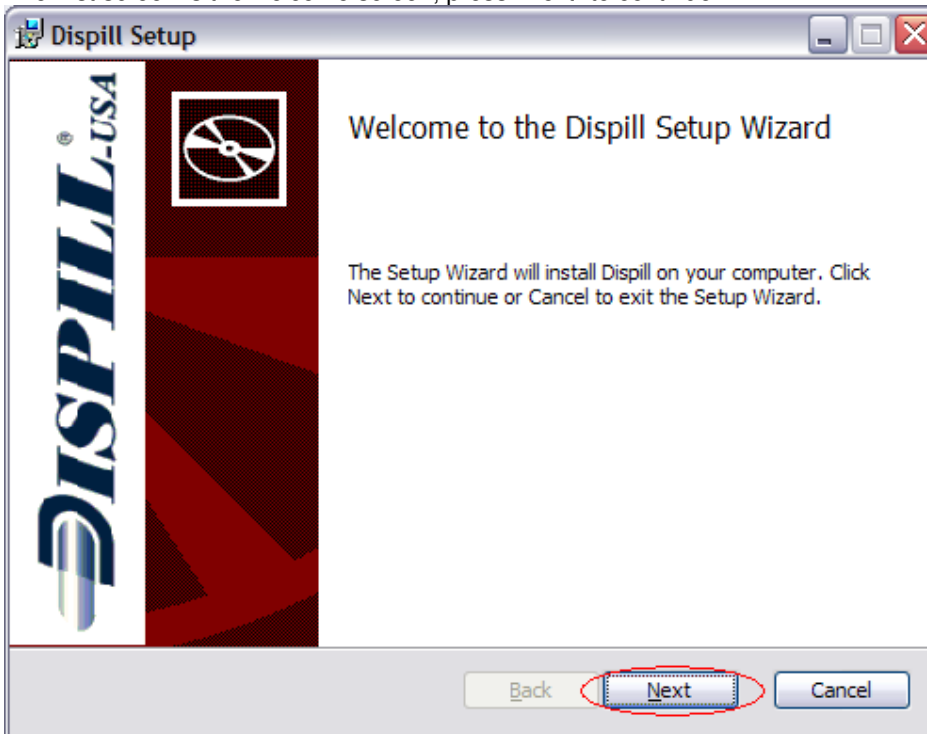 Dispill Setup
DISPILL®-USA
Welcome to the Dispill Setup Wizard
The Setup Wizard will install Dispill on your computer. Click
Next to continue or Cancel to exit the Setup Wizard.
Back
Next
Cancel